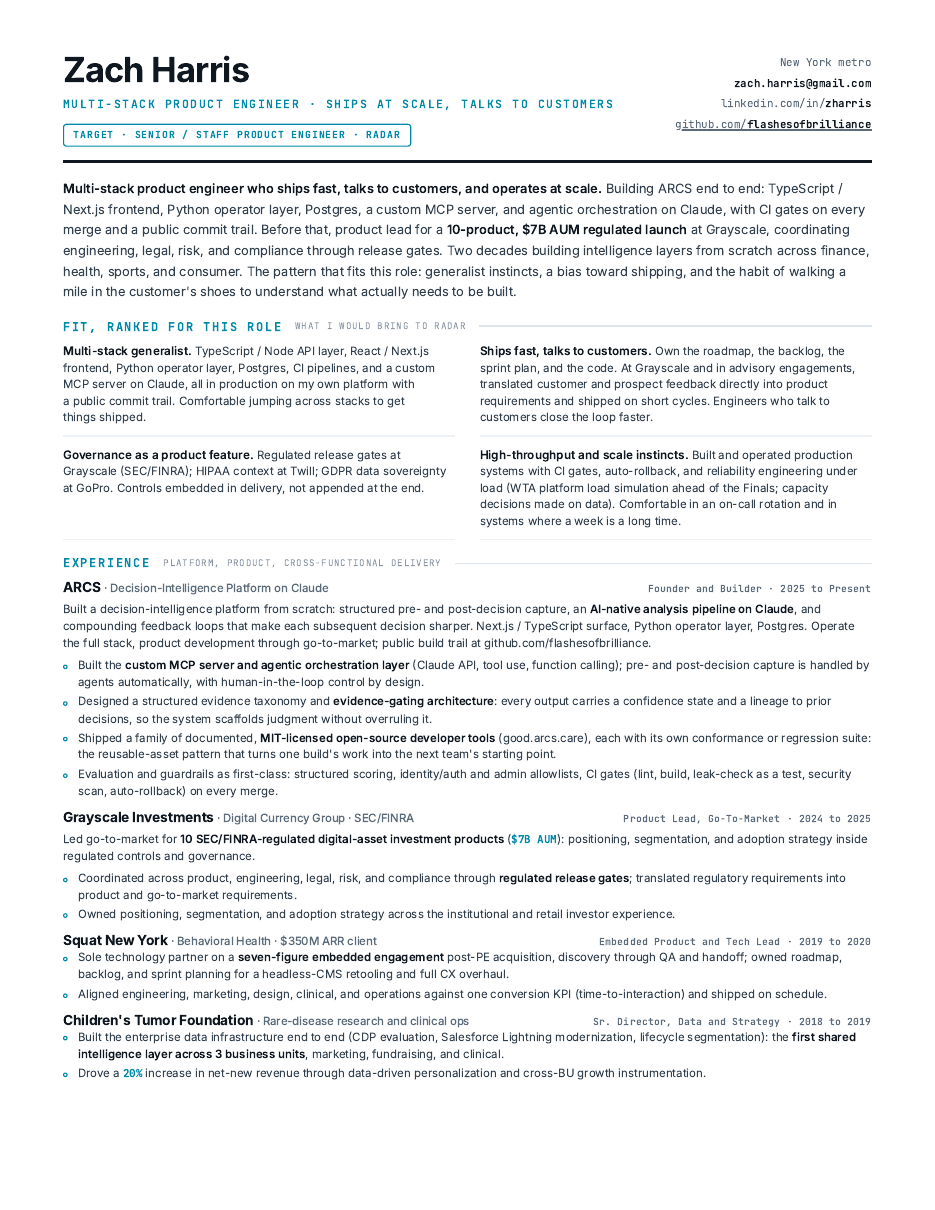 Zach Harris
New York metro
zach.harris@gmail.com
MULTI-STACK PRODUCT ENGINEER · SHIPS AT SCALE, TALKS TO CUSTOMERS
linkedin.com/in/zharris
github.com/flashesofbrilliance
TARGET · SENIOR / STAFF PRODUCT ENGINEER · RADAR
Multi-stack product engineer who ships fast, talks to customers, and operates at scale. Building ARCS end to end: TypeScript /
Next.js frontend, Python operator layer, Postgres, a custom MCP server, and agentic orchestration on Claude, with CI gates on every
merge and a public commit trail. Before that, product lead for a 10-product, $7B AUM regulated launch at Grayscale, coordinating
engineering, legal, risk, and compliance through release gates. Two decades building intelligence layers from scratch across finance,
health, sports, and consumer. The pattern that fits this role: generalist instincts, a bias toward shipping, and the habit of walking a
mile in the customer's shoes to understand what actually needs to be built.
FIT, RANKED FOR THIS ROLE WHAT I WOULD BRING TO RADAR
Multi-stack generalist. TypeScript / Node API layer, React / Next.js
frontend, Python operator layer, Postgres, CI pipelines, and a custom
MCP server on Claude, all in production on my own platform with
a public commit trail. Comfortable jumping across stacks to get
things shipped.
Ships fast, talks to customers. Own the roadmap, the backlog, the
sprint plan, and the code. At Grayscale and in advisory engagements,
translated customer and prospect feedback directly into product
requirements and shipped on short cycles. Engineers who talk to
customers close the loop faster.
Governance as a product feature. Regulated release gates at
Grayscale (SEC/FINRA); HIPAA context at Twill; GDPR data sovereignty
at GoPro. Controls embedded in delivery, not appended at the end.
High-throughput and scale instincts. Built and operated production
systems with CI gates, auto-rollback, and reliability engineering under
load (WTA platform load simulation ahead of the Finals; capacity
decisions made on data). Comfortable in an on-call rotation and in
systems where a week is a long time.
EXPERIENCE PLATFORM, PRODUCT, CROSS-FUNCTIONAL DELIVERY
ARCS · Decision-Intelligence Platform on Claude
Founder and Builder · 2025 to Present
Built a decision-intelligence platform from scratch: structured pre- and post-decision capture, an AI-native analysis pipeline on Claude, and
compounding feedback loops that make each subsequent decision sharper. Next.js / TypeScript surface, Python operator layer, Postgres. Operate
the full stack, product development through go-to-market; public build trail at github.com/flashesofbrilliance.
Built the custom MCP server and agentic orchestration layer (Claude API, tool use, function calling); pre- and post-decision capture is handled by
agents automatically, with human-in-the-loop control by design.
Designed a structured evidence taxonomy and evidence-gating architecture: every output carries a confidence state and a lineage to prior
decisions, so the system scaffolds judgment without overruling it.
Shipped a family of documented, MIT-licensed open-source developer tools (good.arcs.care), each with its own conformance or regression suite:
the reusable-asset pattern that turns one build's work into the next team's starting point.
Evaluation and guardrails as first-class: structured scoring, identity/auth and admin allowlists, CI gates (lint, build, leak-check as a test, security
scan, auto-rollback) on every merge.
Grayscale Investments · Digital Currency Group · SEC/FINRA
Product Lead, Go-To-Market · 2024 to 2025
Led go-to-market for 10 SEC/FINRA-regulated digital-asset investment products ($7B AUM): positioning, segmentation, and adoption strategy inside
regulated controls and governance.
Coordinated across product, engineering, legal, risk, and compliance through regulated release gates; translated regulatory requirements into
product and go-to-market requirements.
Owned positioning, segmentation, and adoption strategy across the institutional and retail investor experience.
Squat New York · Behavioral Health · $350M ARR client
Embedded Product and Tech Lead · 2019 to 2020
Sole technology partner on a seven-figure embedded engagement post-PE acquisition, discovery through QA and handoff; owned roadmap,
backlog, and sprint planning for a headless-CMS retooling and full CX overhaul.
Aligned engineering, marketing, design, clinical, and operations against one conversion KPI (time-to-interaction) and shipped on schedule.
Children's Tumor Foundation · Rare-disease research and clinical ops
Sr. Director, Data and Strategy · 2018 to 2019
Built the enterprise data infrastructure end to end (CDP evaluation, Salesforce Lightning modernization, lifecycle segmentation): the first shared
intelligence layer across 3 business units, marketing, fundraising, and clinical.
Drove a 20% increase in net-new revenue through data-driven personalization and cross-BU growth instrumentation.